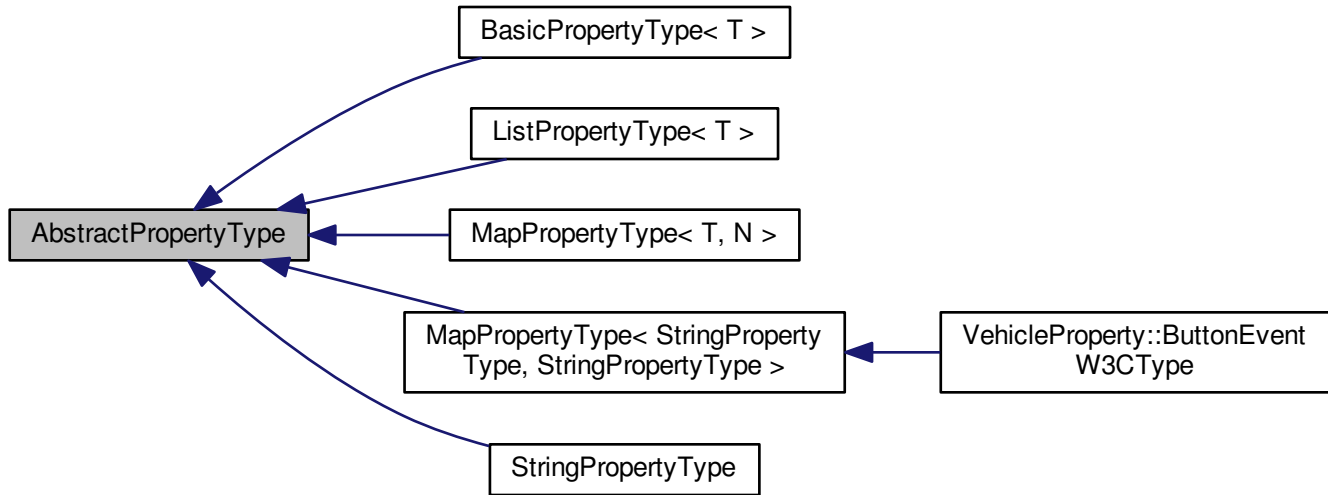 BasicPropertyType< T >
ListPropertyType< T >
AbstractPropertyType
MapPropertyType< T, N >
MapPropertyType< StringProperty
Type, StringPropertyType >
VehicleProperty::ButtonEvent
W3CType
StringPropertyType